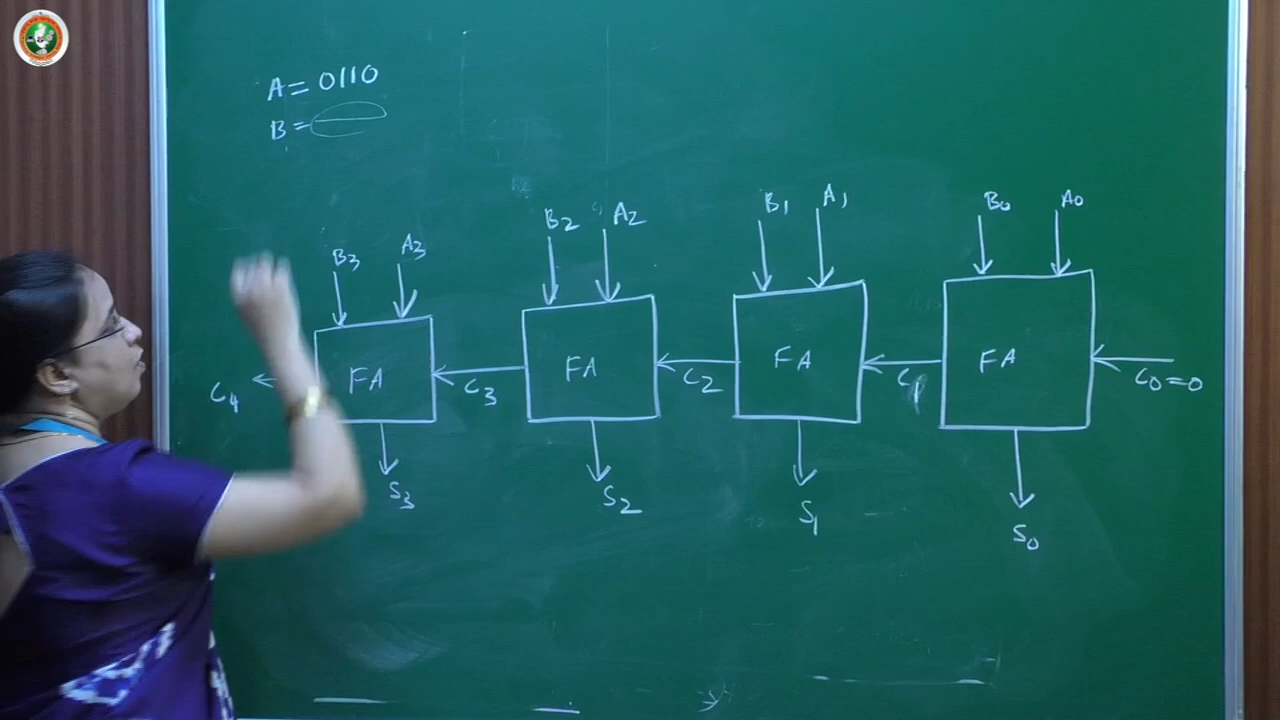 A = 0110
B =
B3 A3 B2 A2 B1 A1 B0 A0
FA FA FA FA
C4 C3 C2 C1 C0=0
S3 S2 S1 S0